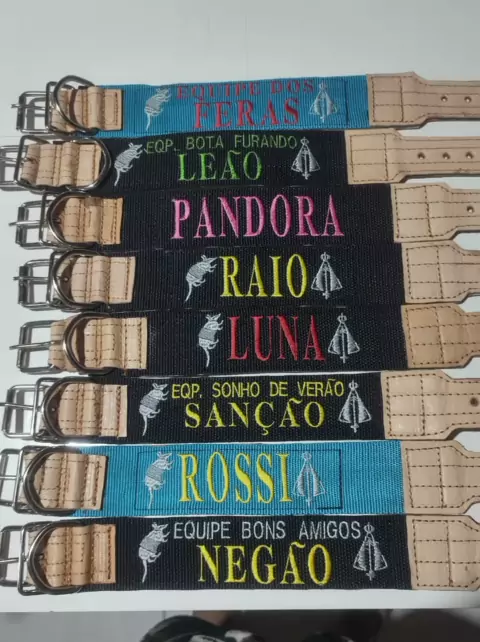 EQUIPE DOS
FERAS
EQP. BOTA FURANDO
LEÃO
PANDORA
RAIO
LUNA
EQP. SONHO DE VERÃO
SANÇÃO
ROSSI
EQUIPE BONS AMIGOS
NEGÃO